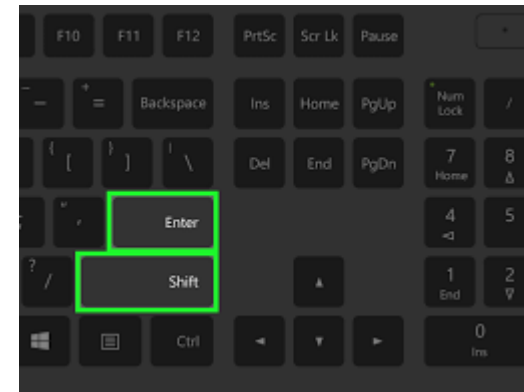 F10 F11 F12 PrtSc Scr Lk Pause
_ - + = Backspace Ins Home PgUp Num Lock /
{ [ } ] | \ Del End PgDn 7 Home 8
" ' Enter 4 5
? / Shift 1 End 2
Ctrl 0 Ins